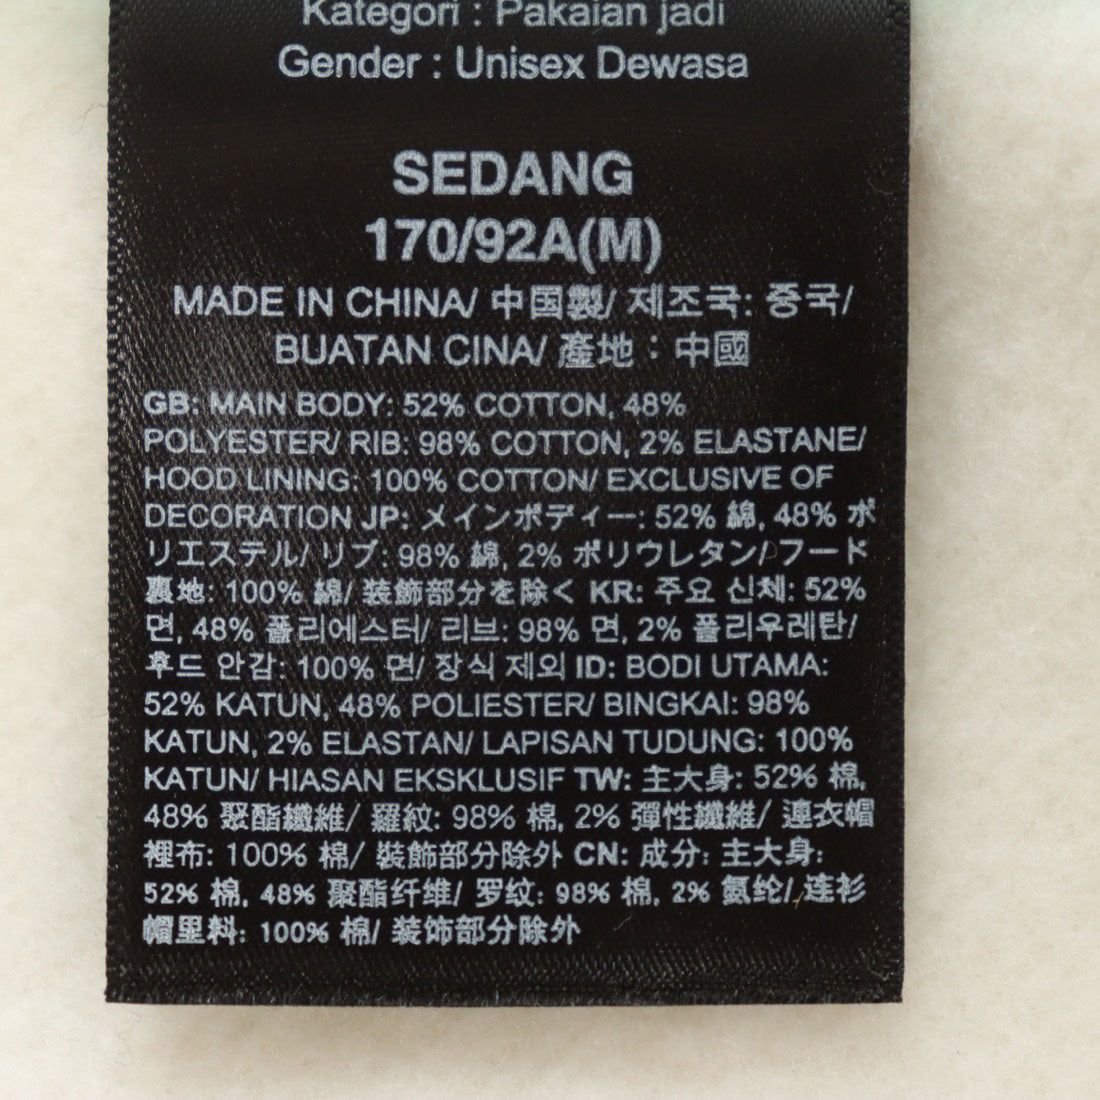 Kategori : Pakaian jadi
Gender : Unisex Dewasa
SEDANG
170/92A(M)
MADE IN CHINA/ 中国製/ 제조국: 중국/
BUATAN CINA/ 產地：中國
GB: MAIN BODY: 52% COTTON, 48%
POLYESTER/ RIB: 98% COTTON, 2% ELASTANE/
HOOD LINING: 100% COTTON/ EXCLUSIVE OF
DECORATION JP: メインボディー: 52% 綿, 48% ポ
リエステル/ リブ: 98% 綿, 2% ポリウレタン/フード
裏地: 100% 綿/ 装飾部分を除く KR: 주요 신체: 52%
면, 48% 폴리에스터/ 리브: 98% 면, 2% 폴리우레탄/
후드 안감: 100% 면/ 장식 제외 ID: BODI UTAMA:
52% KATUN, 48% POLIESTER/ BINGKAI: 98%
KATUN, 2% ELASTAN/ LAPISAN TUDUNG: 100%
KATUN/ HIASAN EKSKLUSIF TW: 主大身: 52% 棉,
48% 聚酯纖維/ 羅紋: 98% 棉, 2% 彈性纖維/ 連衣帽
裡布: 100% 棉/ 裝飾部分除外 CN: 成分: 主大身:
52% 棉, 48% 聚酯纤维/ 罗纹: 98% 棉, 2% 氨纶/ 连衫
帽里料: 100% 棉/ 装饰部分除外